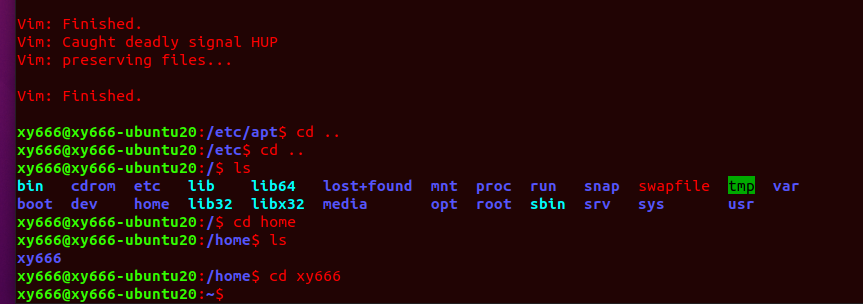 Vim: Finished.
Vim: Caught deadly signal HUP
Vim: preserving files...
Vim: Finished.
xy666@xy666-ubuntu20:/etc/apt$ cd ..
xy666@xy666-ubuntu20:/etc$ cd ..
xy666@xy666-ubuntu20:/$ ls
bin cdrom etc lib lib64 lost+found mnt proc run snap swapfile tmp var
boot dev home lib32 libx32 media opt root sbin srv sys usr
xy666@xy666-ubuntu20:/$ cd home
xy666@xy666-ubuntu20:/home$ ls
xy666
xy666@xy666-ubuntu20:/home$ cd xy666
xy666@xy666-ubuntu20:~$